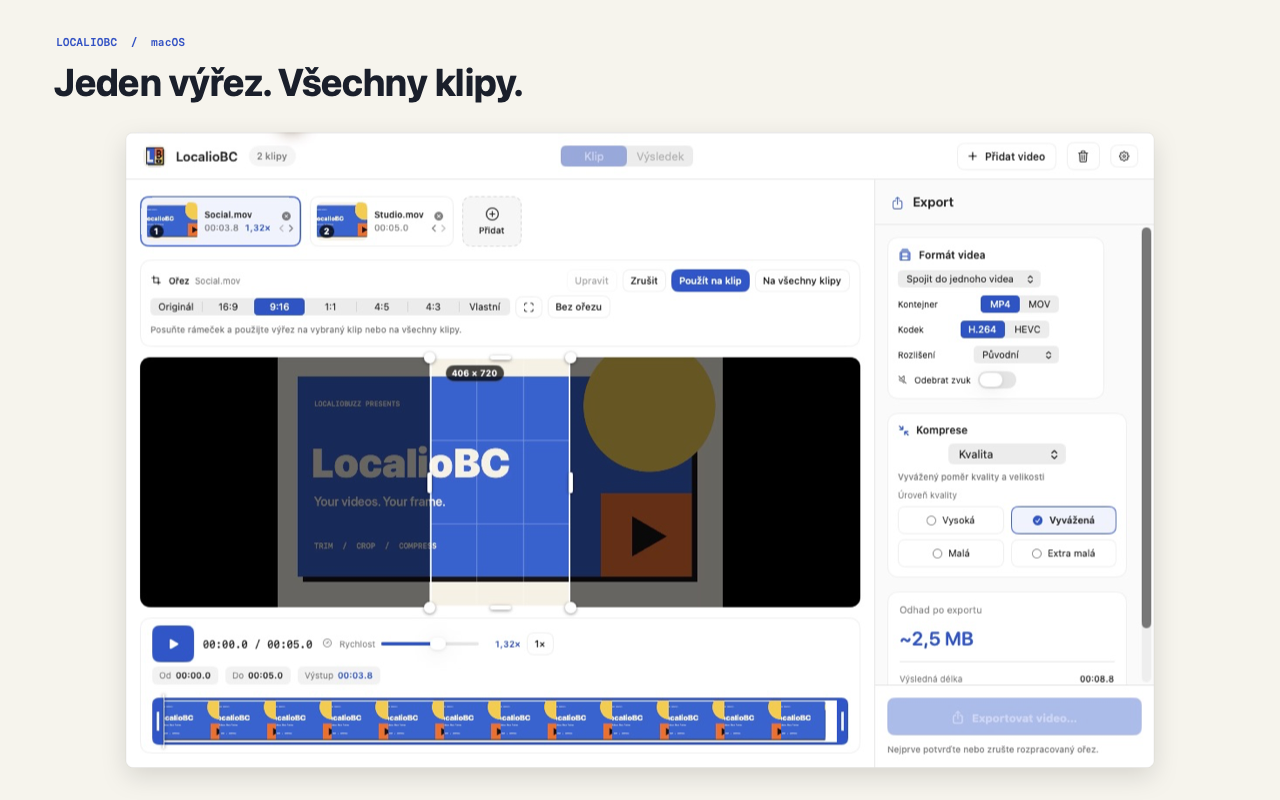 LOCALIOBC / macOS
Jeden výřez. Všechny klipy.
LocalioBC
2 klipy
Klip
Výsledek
Přidat video
Social.mov
00:03.8 1,32×
1
Studio.mov
00:05.0
2
Přidat
Ořez Social.mov
Upravit
Zrušit
Použít na klip
Na všechny klipy
Originál
16:9
9:16
1:1
4:5
4:3
Vlastní
Bez ořezu
Posuňte rámeček a použijte výřez na vybraný klip nebo na všechny klipy.
406 × 720
LOCALIOBUZZ PRESENTS
LocalioBC
Your videos. Your frame.
TRIM / CROP / COMPRESS
00:00.0 / 00:05.0
Rychlost
1,32×
1×
Od 00:00.0
Do 00:05.0
Výstup 00:03.8
Export
Formát videa
Spojit do jednoho videa
Kontejner
MP4
MOV
Kodek
H.264
HEVC
Rozlišení
Původní
Odebrat zvuk
Komprese
Kvalita
Vyvážený poměr kvality a velikosti
Úroveň kvality
Vysoká
Vyvážená
Malá
Extra malá
Odhad po exportu
~2,5 MB
Výsledná délka 00:08.8
Exportovat video...
Nejprve potvrďte nebo zrušte rozpracovaný ořez.